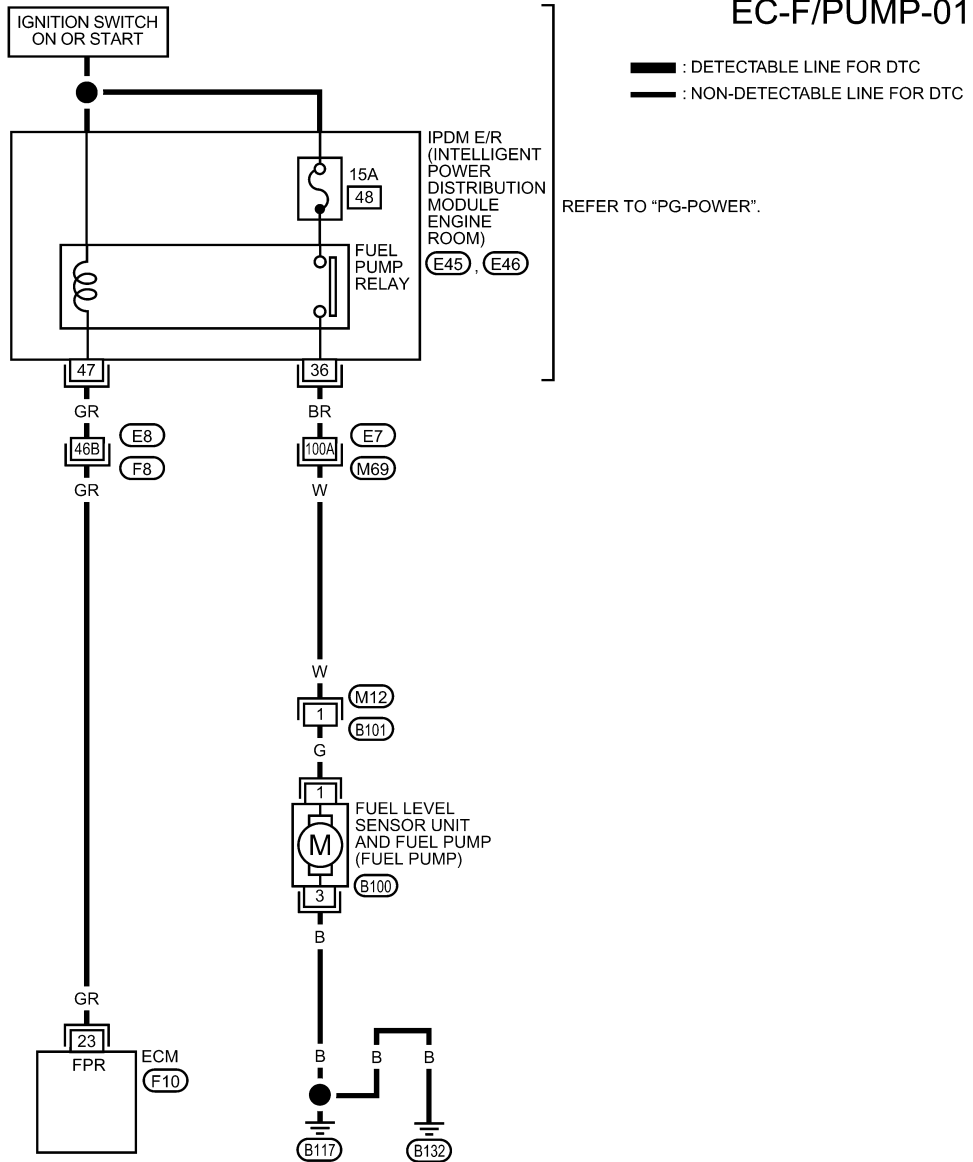 EC-F/PUMP-01
IGNITION SWITCH
ON OR START
: DETECTABLE LINE FOR DTC
: NON-DETECTABLE LINE FOR DTC
IPDM E/R
(INTELLIGENT
POWER
DISTRIBUTION
MODULE
ENGINE
ROOM)
E45 , E46
15A
48
REFER TO “PG-POWER”.
FUEL
PUMP
RELAY
47
36
GR
BR
46B
E8
F8
100A
E7
M69
GR
W
W
1
M12
B101
G
1
FUEL LEVEL
SENSOR UNIT
AND FUEL PUMP
(FUEL PUMP)
M
B100
3
B
GR
23
FPR
ECM
F10
B
B
B
B117
B132